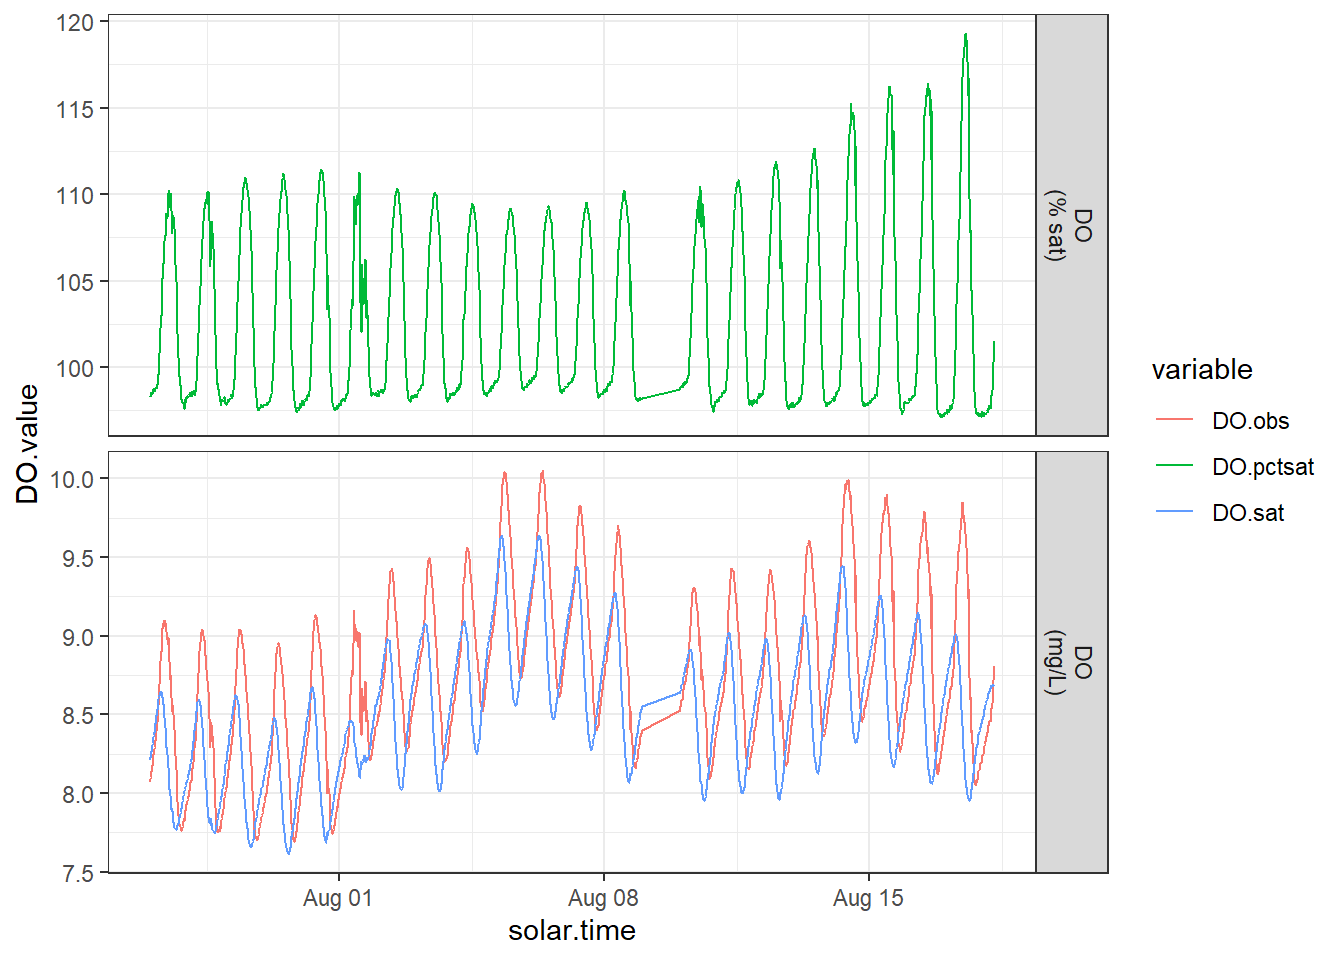 120
115
110
105
100
DO
(% sat)
DO.value
10.0
9.5
9.0
8.5
8.0
7.5
DO
(mg/L)
Aug 01
Aug 08
Aug 15
solar.time
variable
DO.obs
DO.pctsat
DO.sat